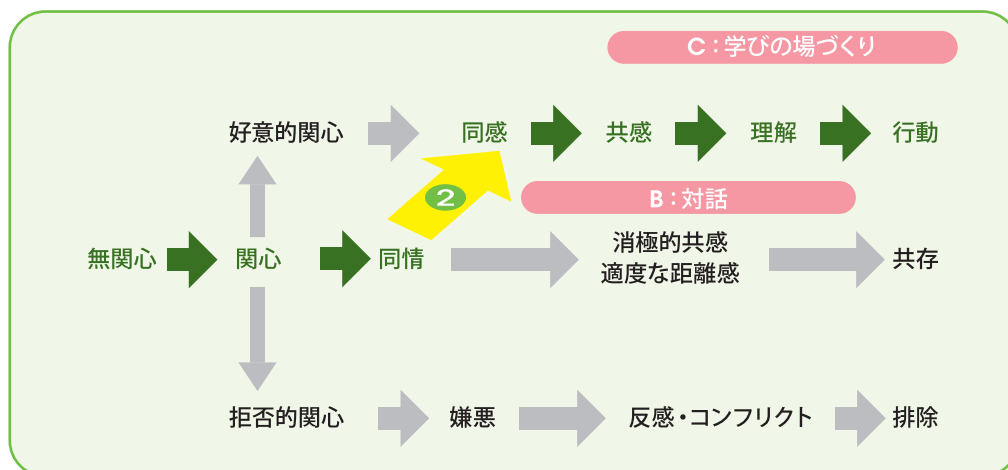 C：学びの場づくり
好意的関心
同感
共感
理解
行動
2
B：対話
無関心
関心
同情
消極的共感
適度な距離感
共存
拒否的関心
嫌悪
反感・コンフリクト
排除